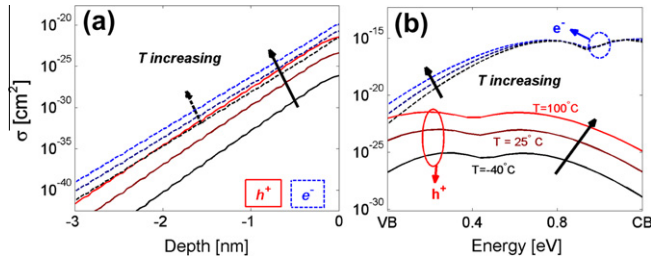 (a)
T increasing
σ [cm²]
10⁻²⁰
10⁻²⁵
10⁻³⁰
10⁻³⁵
10⁻⁴⁰
h⁺
e⁻
-3
-2
-1
0
Depth [nm]
(b)
e⁻
T increasing
T=100°C
T= 25° C
T=-40°C
h⁺
10⁻¹⁰
10⁻¹⁵
10⁻²⁰
10⁻²⁵
10⁻³⁰
VB
0.4
0.8
CB
Energy [eV]